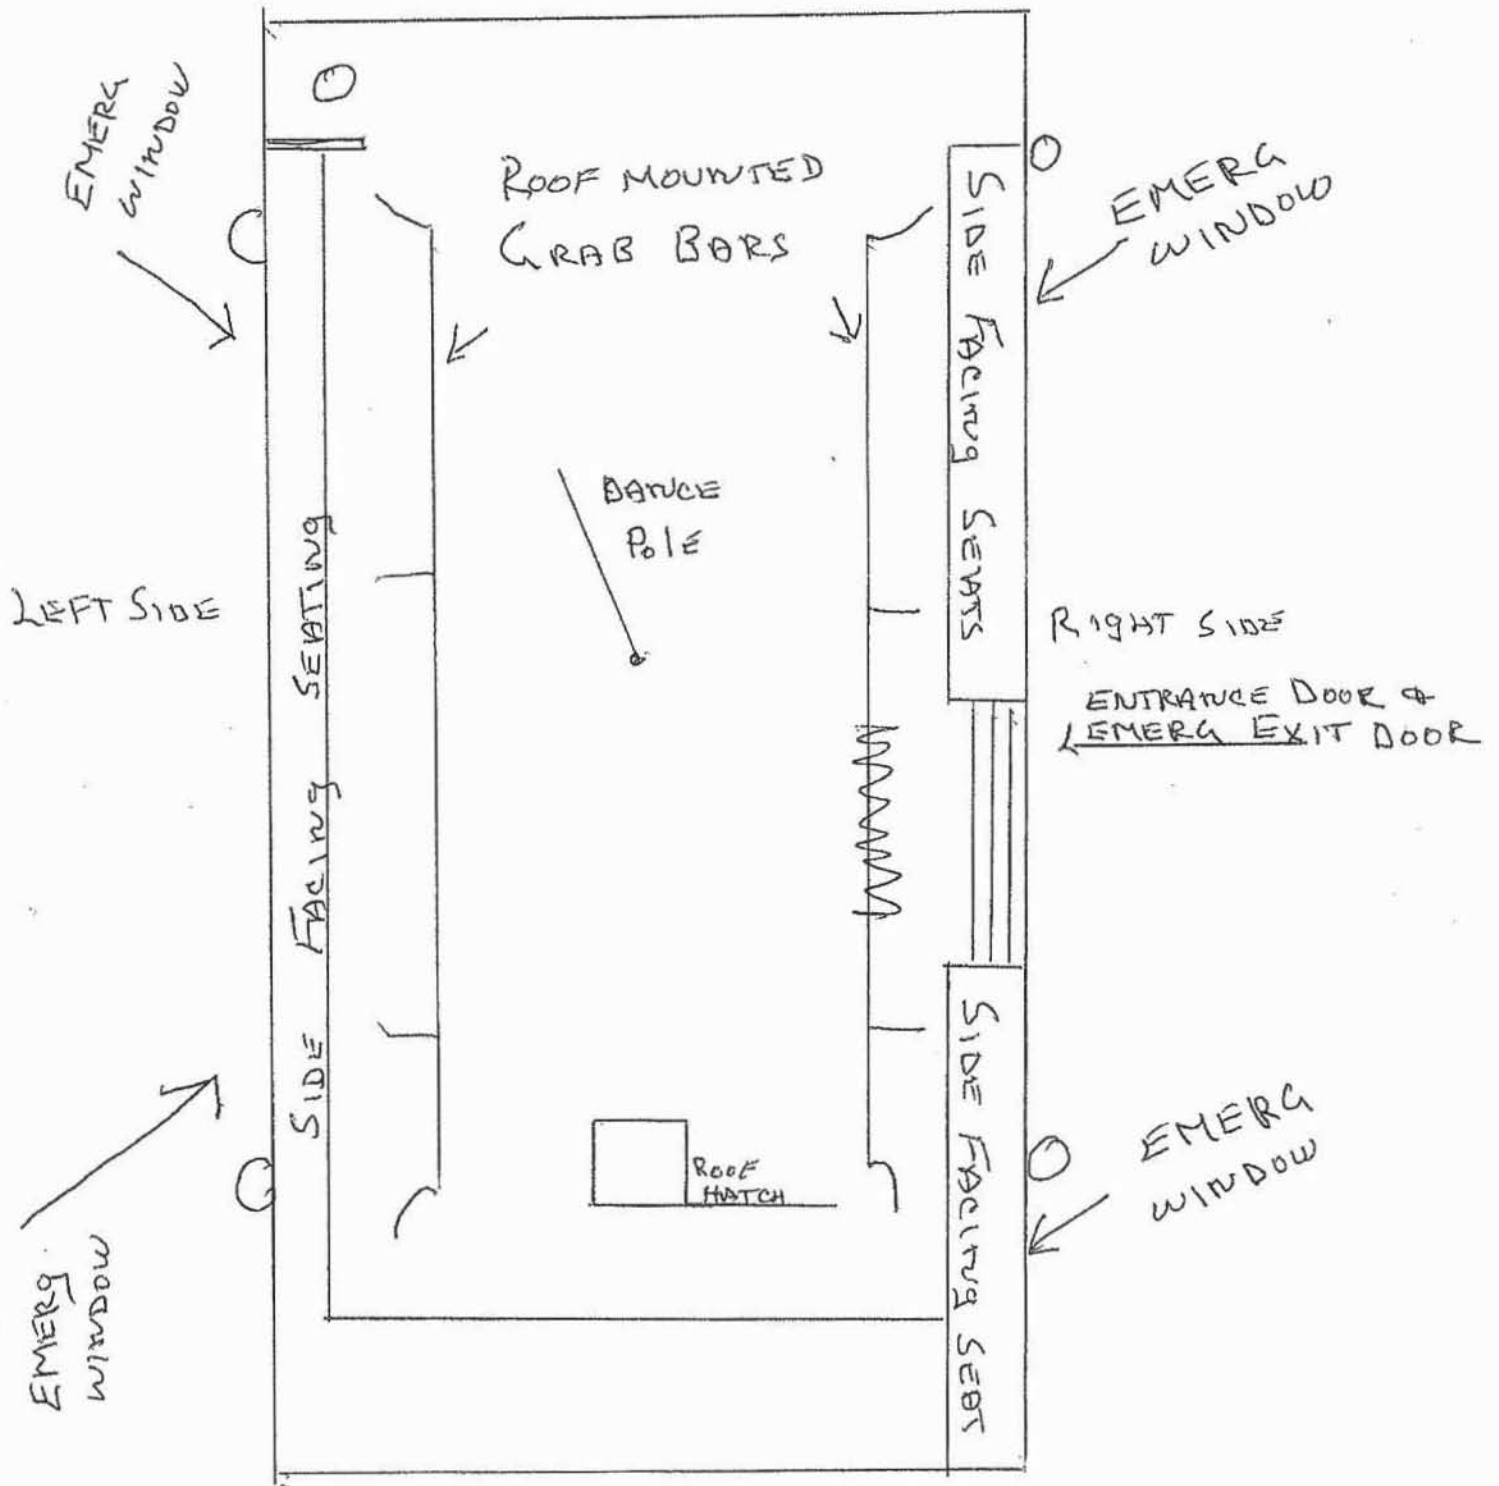 EMERG
WINDOW
ROOF MOUNTED
GRAB BARS
EMERG
WINDOW
SIDE FACING SEATS
DANCE
POlE
LEFT SIDE
SIDE FACINg SEATINg
RIgHT SIDE
ENTRANCE DOOR &
EMERG EXIT DOOR
ROOF
HATCH
SIDE FACINg SEAT
EMERG
WINDOW
EMERg
WINDOW